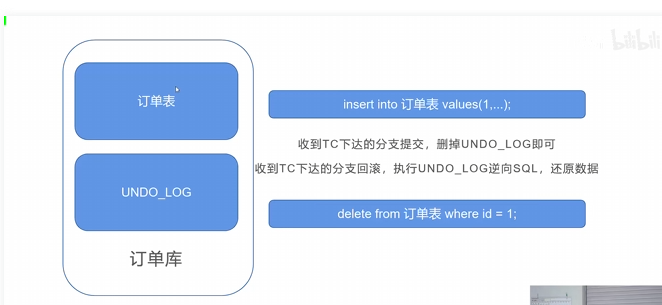 bilibili
订单表
insert into 订单表 values(1,...);
收到TC下达的分支提交，删掉UNDO_LOG即可
收到TC下达的分支回滚，执行UNDO_LOG逆向SQL，还原数据
UNDO_LOG
delete from 订单表 where id = 1;
订单库